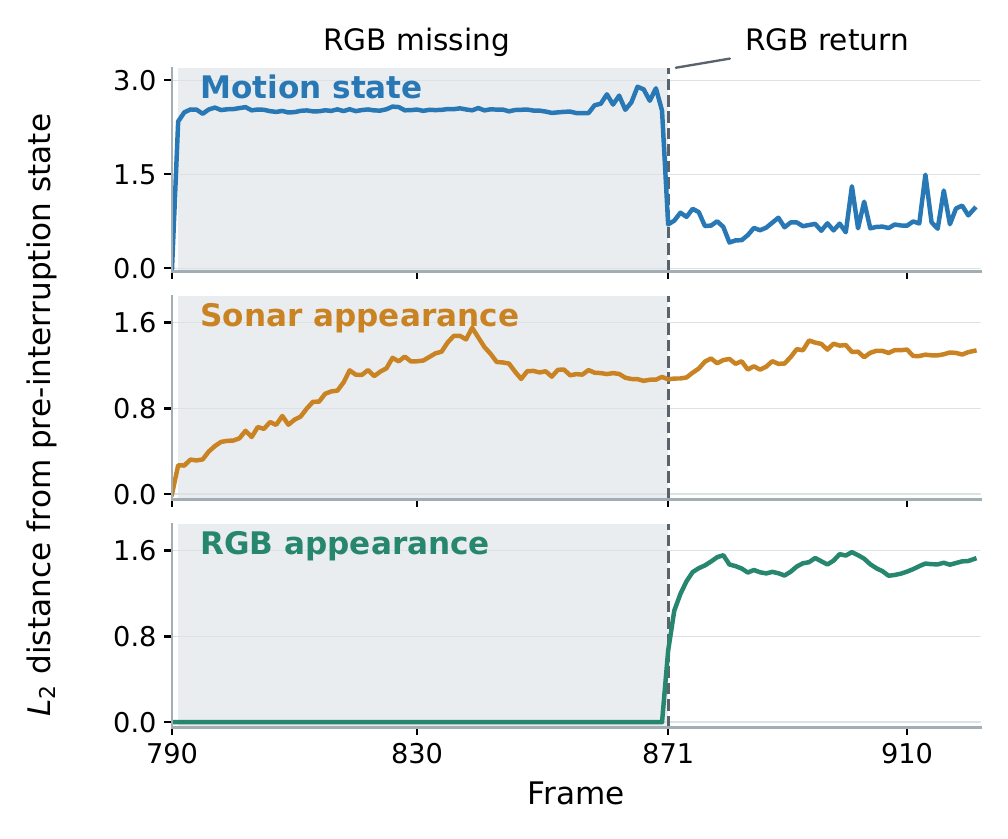 RGB missing
RGB return
L₂ distance from pre-interruption state
3.0
1.5
0.0
Motion state
1.6
0.8
0.0
Sonar appearance
1.6
0.8
0.0
RGB appearance
790
830
871
910
Frame